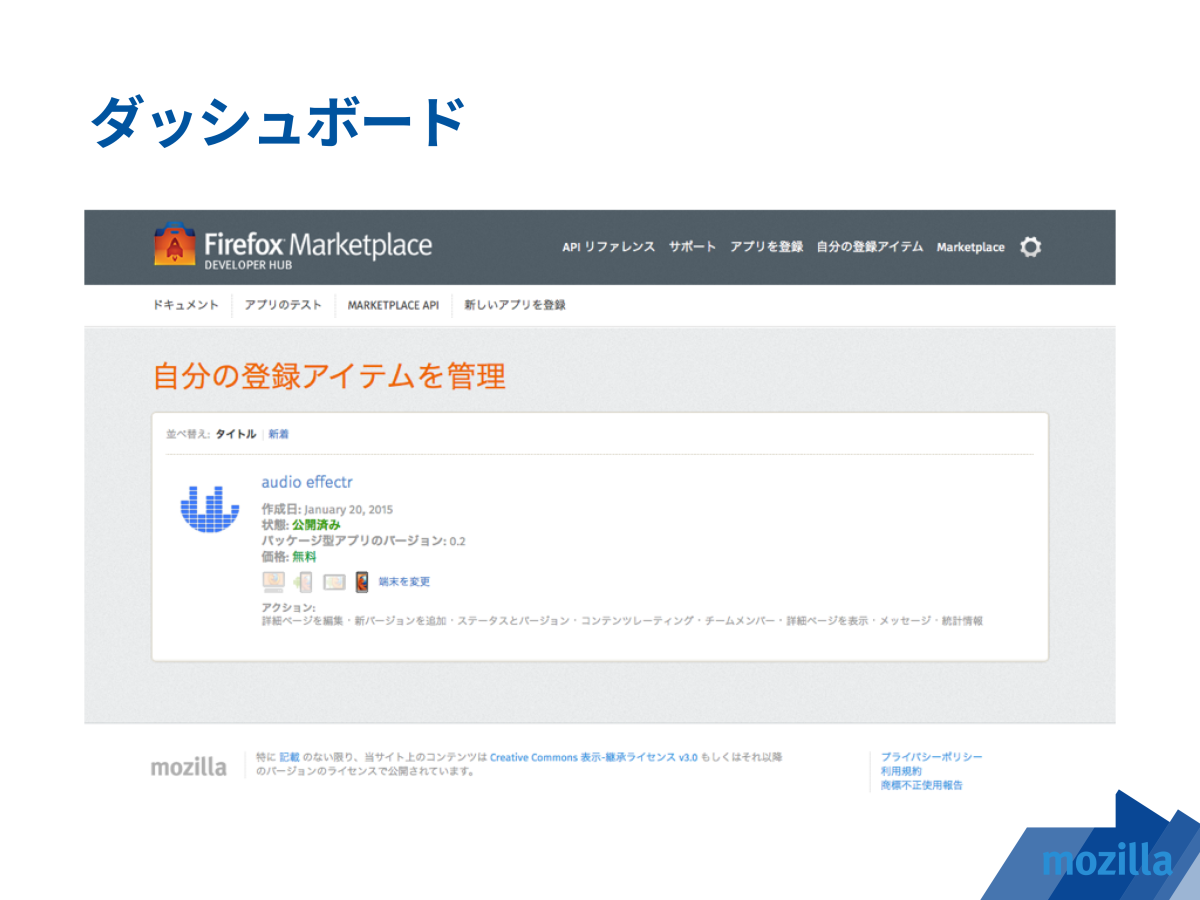 ダッシュボード
Firefox Marketplace
DEVELOPER HUB
API リファレンス サポート アプリを登録 自分の登録アイテム Marketplace
ドキュメント アプリのテスト MARKETPLACE API 新しいアプリを登録
自分の登録アイテムを管理
並べ替え: タイトル | 新着
audio effectr
作成日: January 20, 2015
状態: 公開済み
パッケージ型アプリのバージョン: 0.2
価格: 無料
端末を変更
アクション:
詳細ページを編集・新バージョンを追加・ステータスとバージョン・コンテンツレーティング・チームメンバー・詳細ページを表示・メッセージ・統計情報
mozilla
特に 記載 のない限り、当サイト上のコンテンツは Creative Commons 表示-継承ライセンス v3.0 もしくはそれ以降
のバージョンのライセンスで公開されています。
プライバシーポリシー
利用規約
商標不正使用報告
mozilla